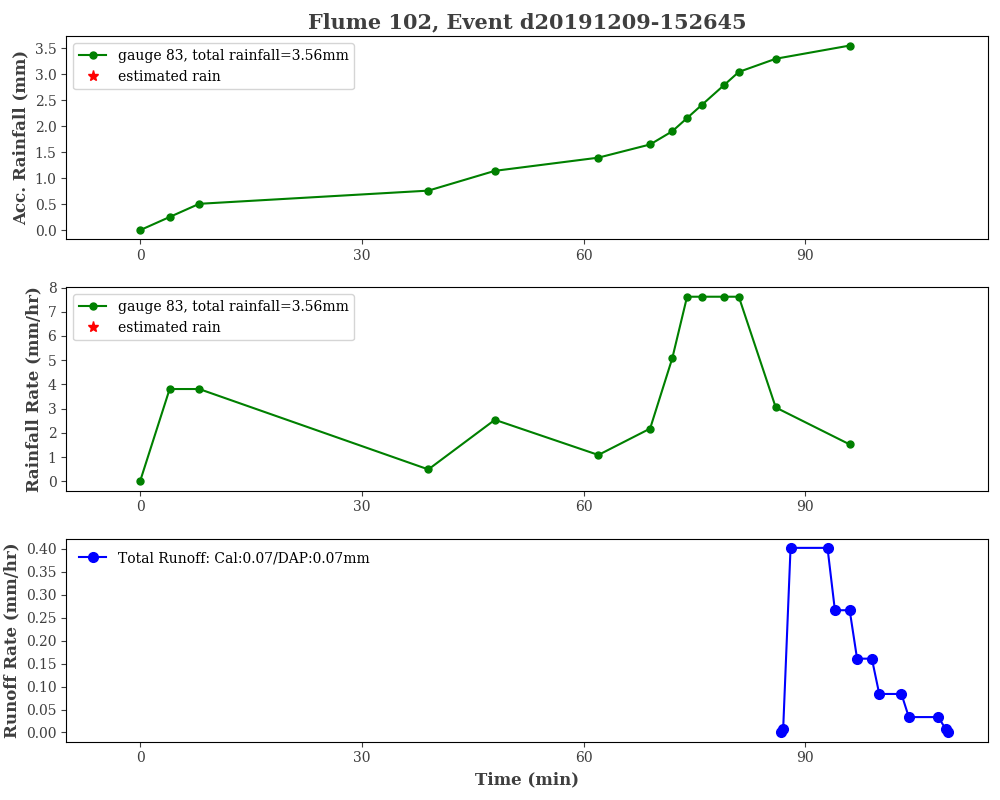 Flume 102, Event d20191209-152645
Acc. Rainfall (mm)
3.5
3.0
2.5
2.0
1.5
1.0
0.5
0.0
gauge 83, total rainfall=3.56mm
estimated rain
0 30 60 90
Rainfall Rate (mm/hr)
8
7
6
5
4
3
2
1
0
gauge 83, total rainfall=3.56mm
estimated rain
0 30 60 90
Runoff Rate (mm/hr)
0.40
0.35
0.30
0.25
0.20
0.15
0.10
0.05
0.00
Total Runoff: Cal:0.07/DAP:0.07mm
0 30 60 90
Time (min)